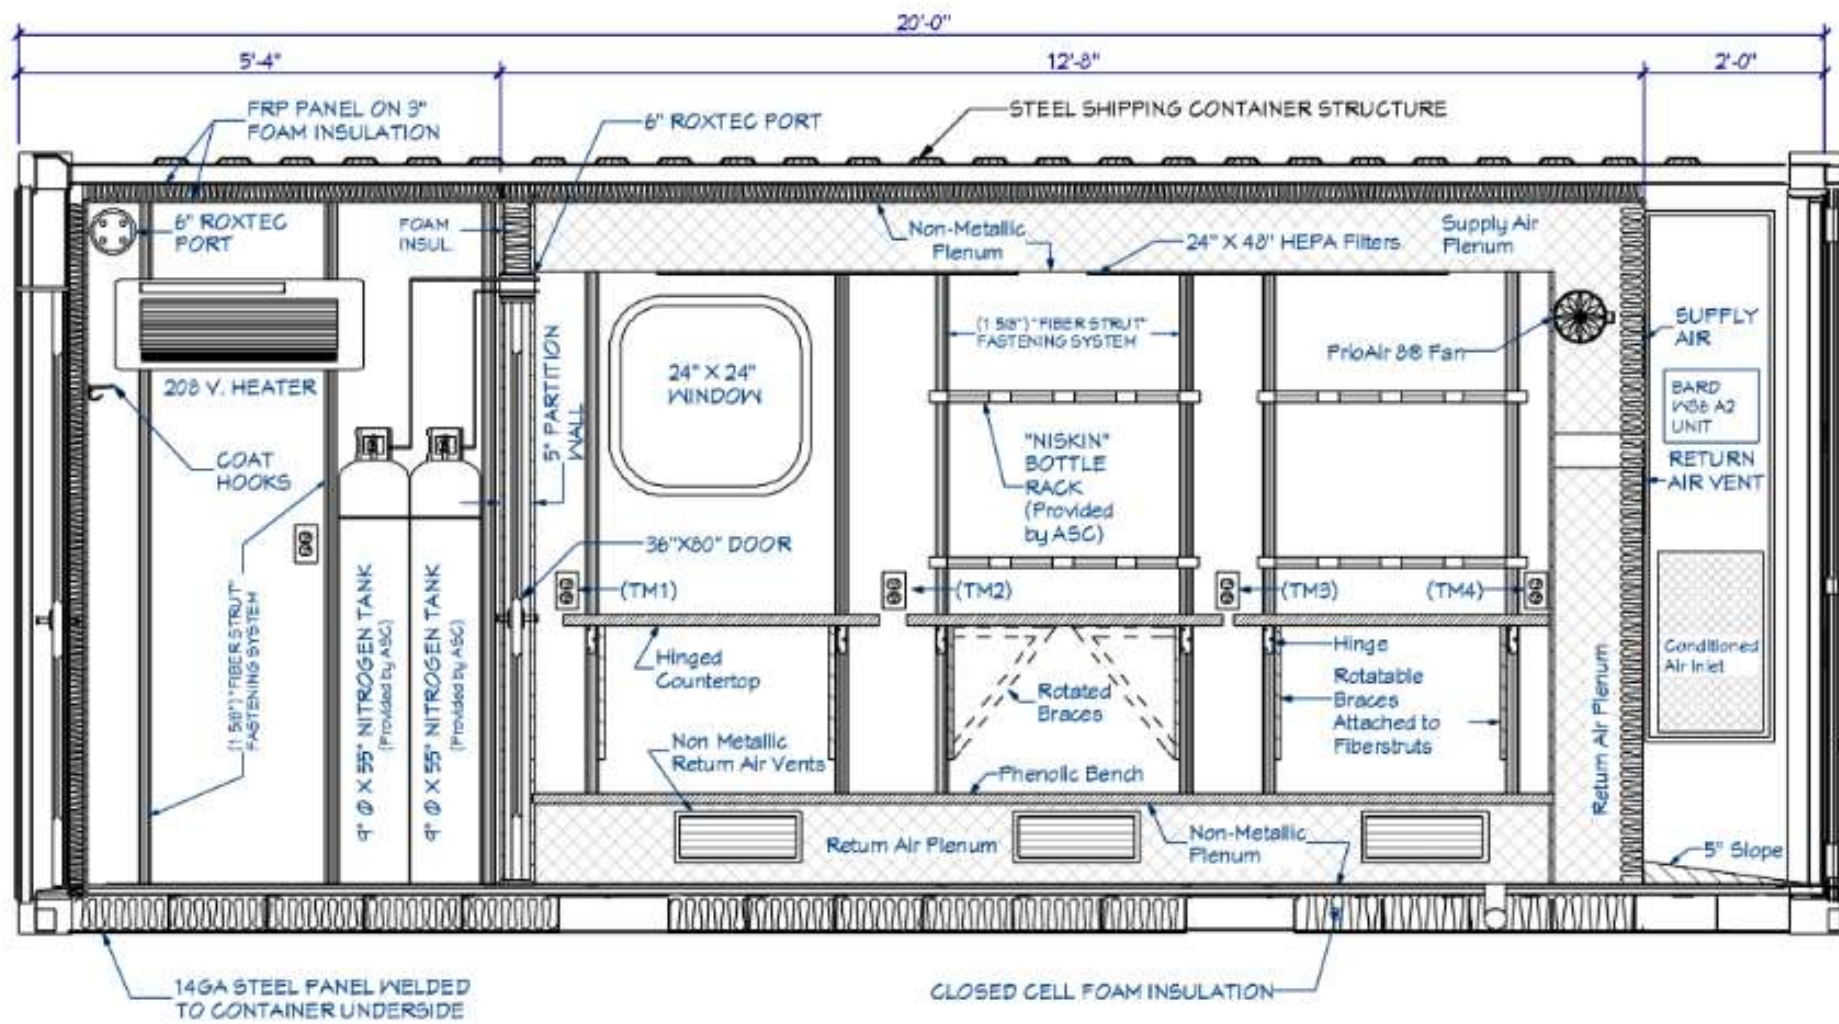 20'-0"
5'-4"
12'-8"
2'-0"
FRP PANEL ON 3"
FOAM INSULATION
6" ROXTEC PORT
STEEL SHIPPING CONTAINER STRUCTURE
6" ROXTEC
PORT
FOAM
INSUL.
Non-Metallic
Plenum
24" X 48" HEPA Filters
Supply Air
Plenum
208 V. HEATER
5" PARTITION
WALL
24" X 24"
WINDOW
(1 5/8") "FIBER STRUT"
FASTENING SYSTEM
PrioAir 8® Fan
SUPPLY
AIR
BARD
A2
UNIT
RETURN
AIR VENT
COAT
HOOKS
"NISKIN"
BOTTLE
RACK
(Provided
by ASC)
36"X80" DOOR
(TM1)
(TM2)
(TM3)
(TM4)
(1 5/8") "FIBER STRUT"
FASTENING SYSTEM
9" Ø X 55" NITROGEN TANK
(Provided by ASC)
9" Ø X 55" NITROGEN TANK
(Provided by ASC)
Hinged
Countertop
Rotated
Braces
Hinge
Rotatable
Braces
Attached to
Fiberstruts
Return Air Plenum
Conditioned
Air Inlet
Non Metallic
Return Air Vents
Phenolic Bench
Return Air Plenum
Non-Metallic
Plenum
5" Slope
14GA STEEL PANEL WELDED
TO CONTAINER UNDERSIDE
CLOSED CELL FOAM INSULATION